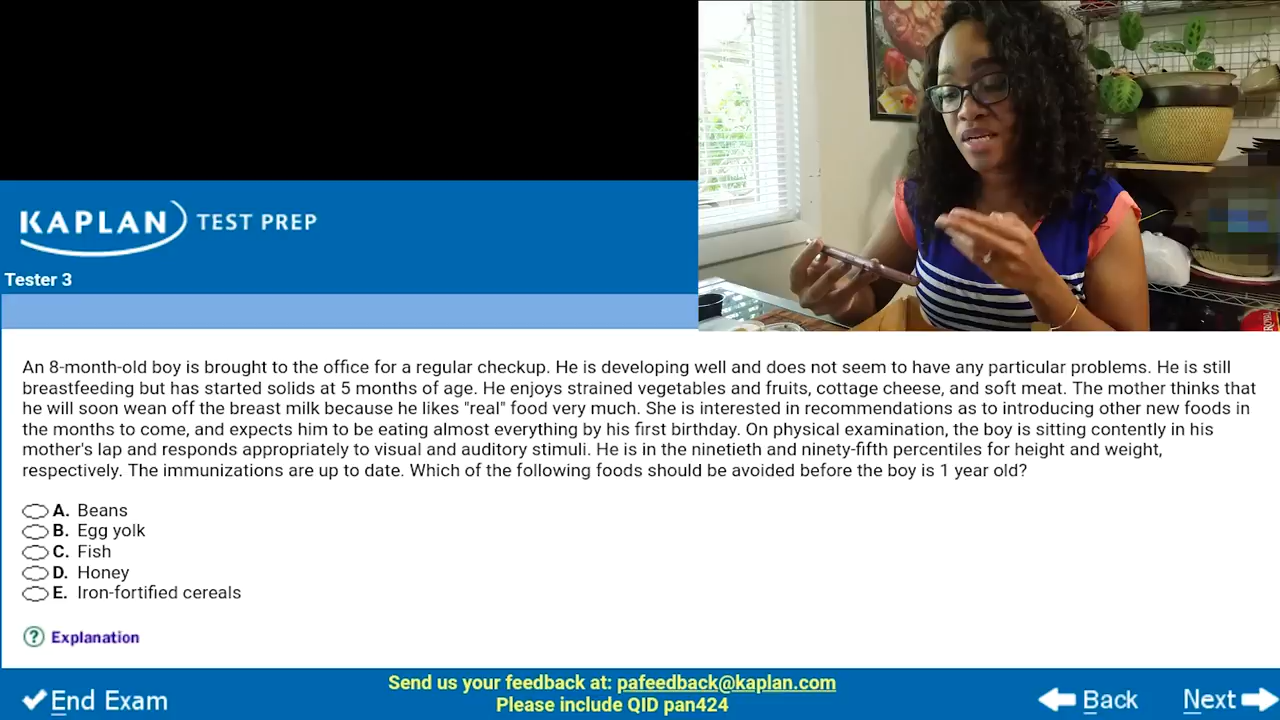 KAPLAN TEST PREP
Tester 3
An 8-month-old boy is brought to the office for a regular checkup. He is developing well and does not seem to have any particular problems. He is still
breastfeeding but has started solids at 5 months of age. He enjoys strained vegetables and fruits, cottage cheese, and soft meat. The mother thinks that
he will soon wean off the breast milk because he likes "real" food very much. She is interested in recommendations as to introducing other new foods in
the months to come, and expects him to be eating almost everything by his first birthday. On physical examination, the boy is sitting contently in his
mother's lap and responds appropriately to visual and auditory stimuli. He is in the ninetieth and ninety-fifth percentiles for height and weight,
respectively. The immunizations are up to date. Which of the following foods should be avoided before the boy is 1 year old?
A. Beans
B. Egg yolk
C. Fish
D. Honey
E. Iron-fortified cereals
? Explanation
Send us your feedback at: pafeedback@kaplan.com
Please include QID pan424
End Exam
Back
Next